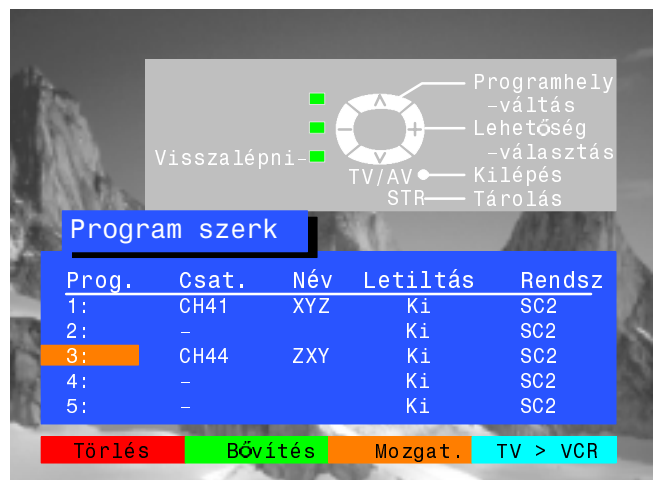 Programhely
-váltás
Lehetőség
-választás
Visszalépni-
TV/AV Kilépés
STR Tárolás
Program szerk
Prog. Csat. Név Letiltás Rendsz
1: CH41 XYZ Ki SC2
2: - Ki SC2
3: CH44 ZXY Ki SC2
4: - Ki SC2
5: - Ki SC2
Törlés Bővítés Mozgat. TV > VCR